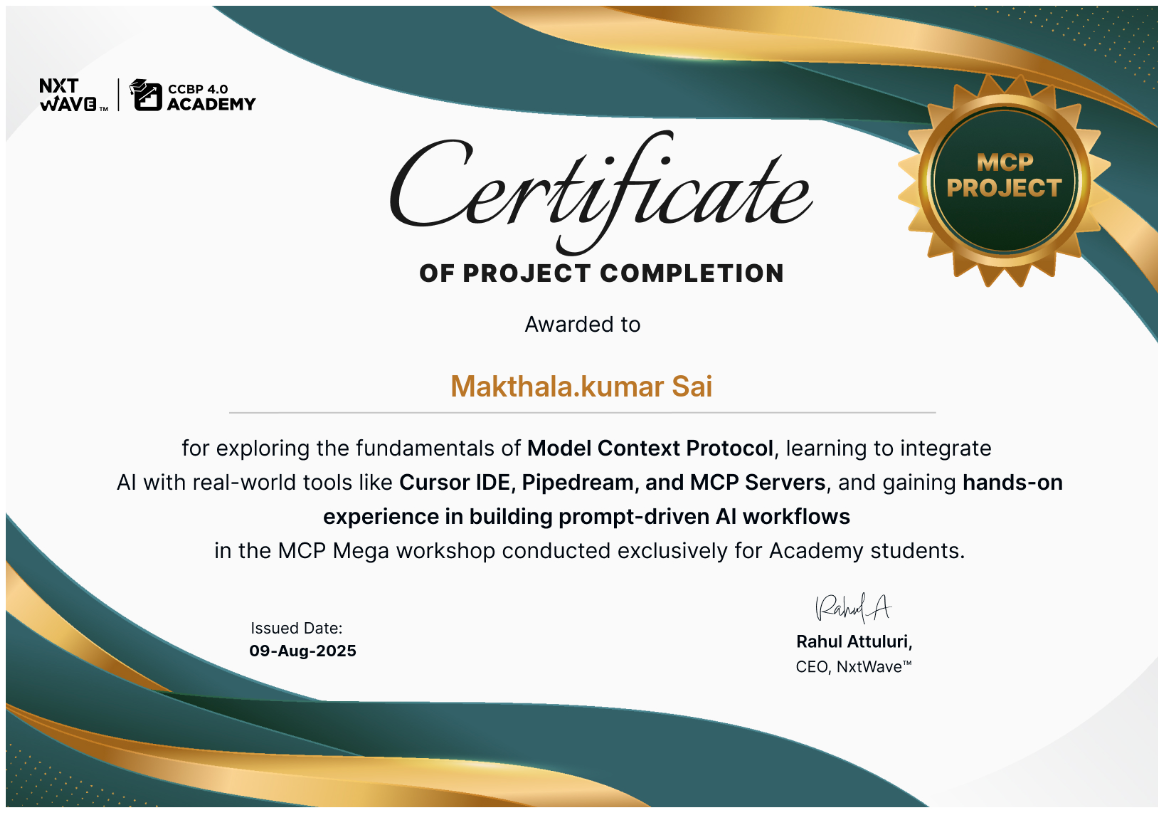 NXT
WAVE™
CCBP 4.0
ACADEMY
MCP
PROJECT
Certificate
OF PROJECT COMPLETION
Awarded to
Makthala.kumar Sai
for exploring the fundamentals of Model Context Protocol, learning to integrate
AI with real-world tools like Cursor IDE, Pipedream, and MCP Servers, and gaining hands-on
experience in building prompt-driven AI workflows
in the MCP Mega workshop conducted exclusively for Academy students.
Issued Date:
09-Aug-2025
Rahul A
Rahul Attuluri,
CEO, NxtWave™